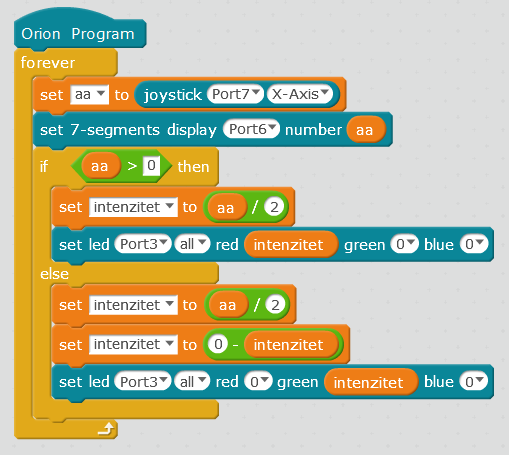 Orion Program
forever
set aa to joystick Port7 X-Axis
set 7-segments display Port6 number aa
if aa > 0 then
set intenzitet to aa / 2
set led Port3 all red intenzitet green 0 blue 0
else
set intenzitet to aa / 2
set intenzitet to 0 - intenzitet
set led Port3 all red 0 green intenzitet blue 0